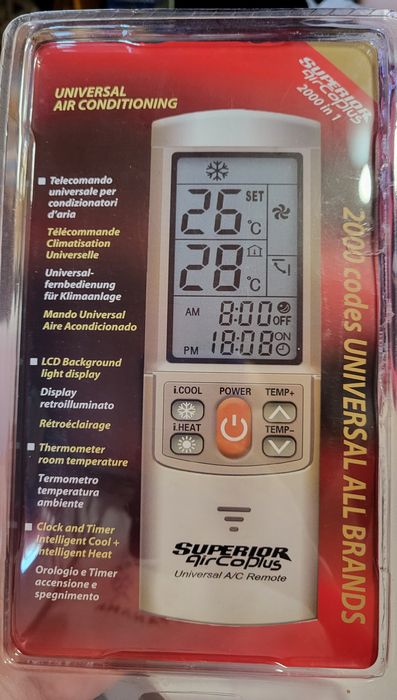 UNIVERSAL
AIR CONDITIONING
SUPERIOR
airCoplus
2000 in 1
Telecomando
universale per
condizionatori
d'aria
Télécommande
Climatisation
Universelle
Universal-
fernbedienung
für Klimaanlage
Mando Universal
Aire Acondicionado
LCD Background
light display
Display
retroilluminato
Rétroéclairage
Thermometer
room temperature
Termometro
temperatura
ambiente
Clock and Timer
Intelligent Cool +
Intelligent Heat
Orologio e Timer
accensione e
spegnimento
26 SET
°C
28
°C
AM 8:00 OFF
PM 18:08 ON
i.COOL POWER TEMP+
i.HEAT TEMP-
SUPERIOR
airCoplus
Universal A/C Remote
2000 codes UNIVERSAL ALL BRANDS